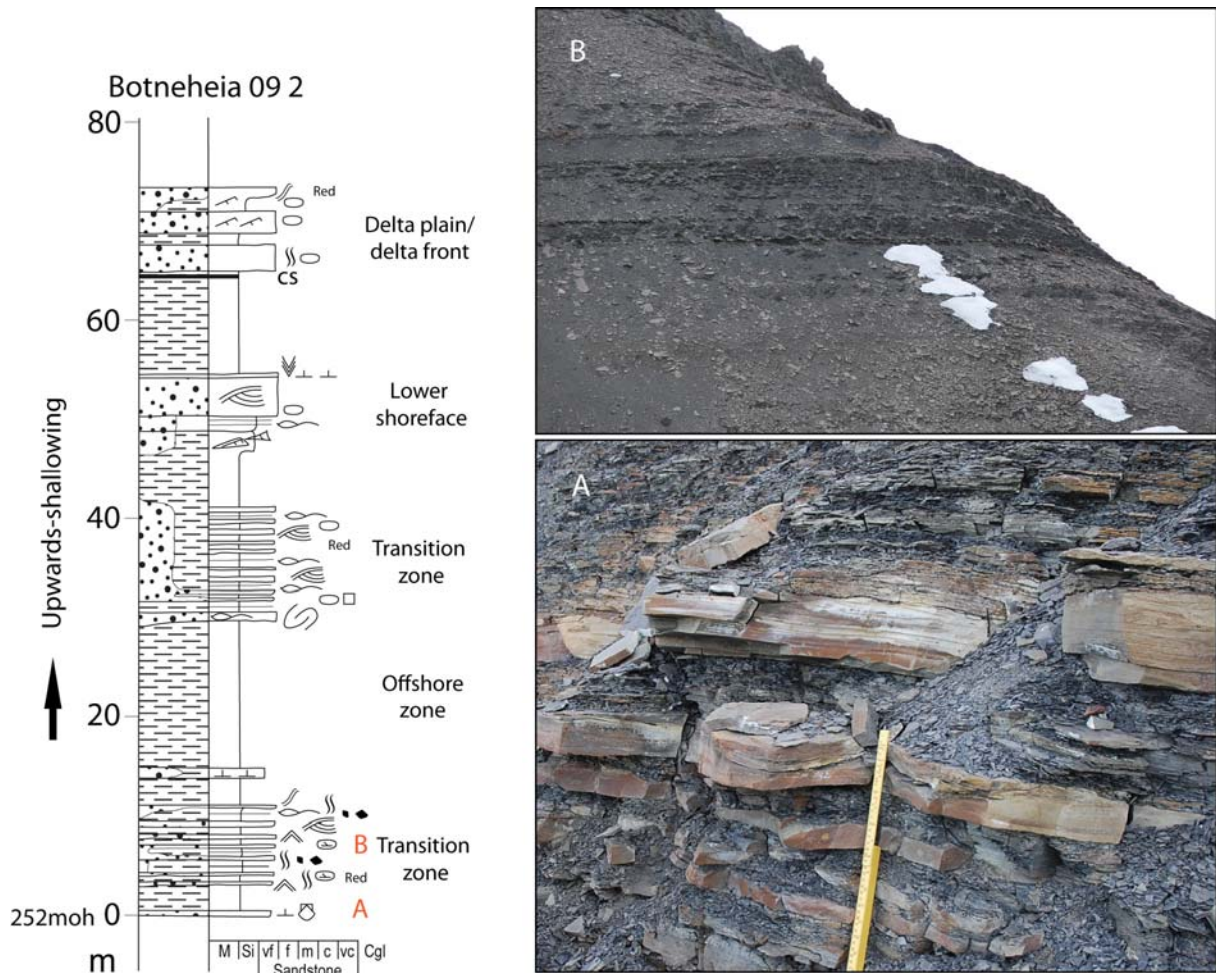 Botneheia 09 2
80
Red
Delta plain/
delta front
CS
60
Lower
shoreface
Upwards-shallowing
40
Red
Transition
zone
Offshore
zone
20
B
Transition
zone
Red
A
252moh 0
m
M Si vf f m c vc Cgl
Sandstone
B
A